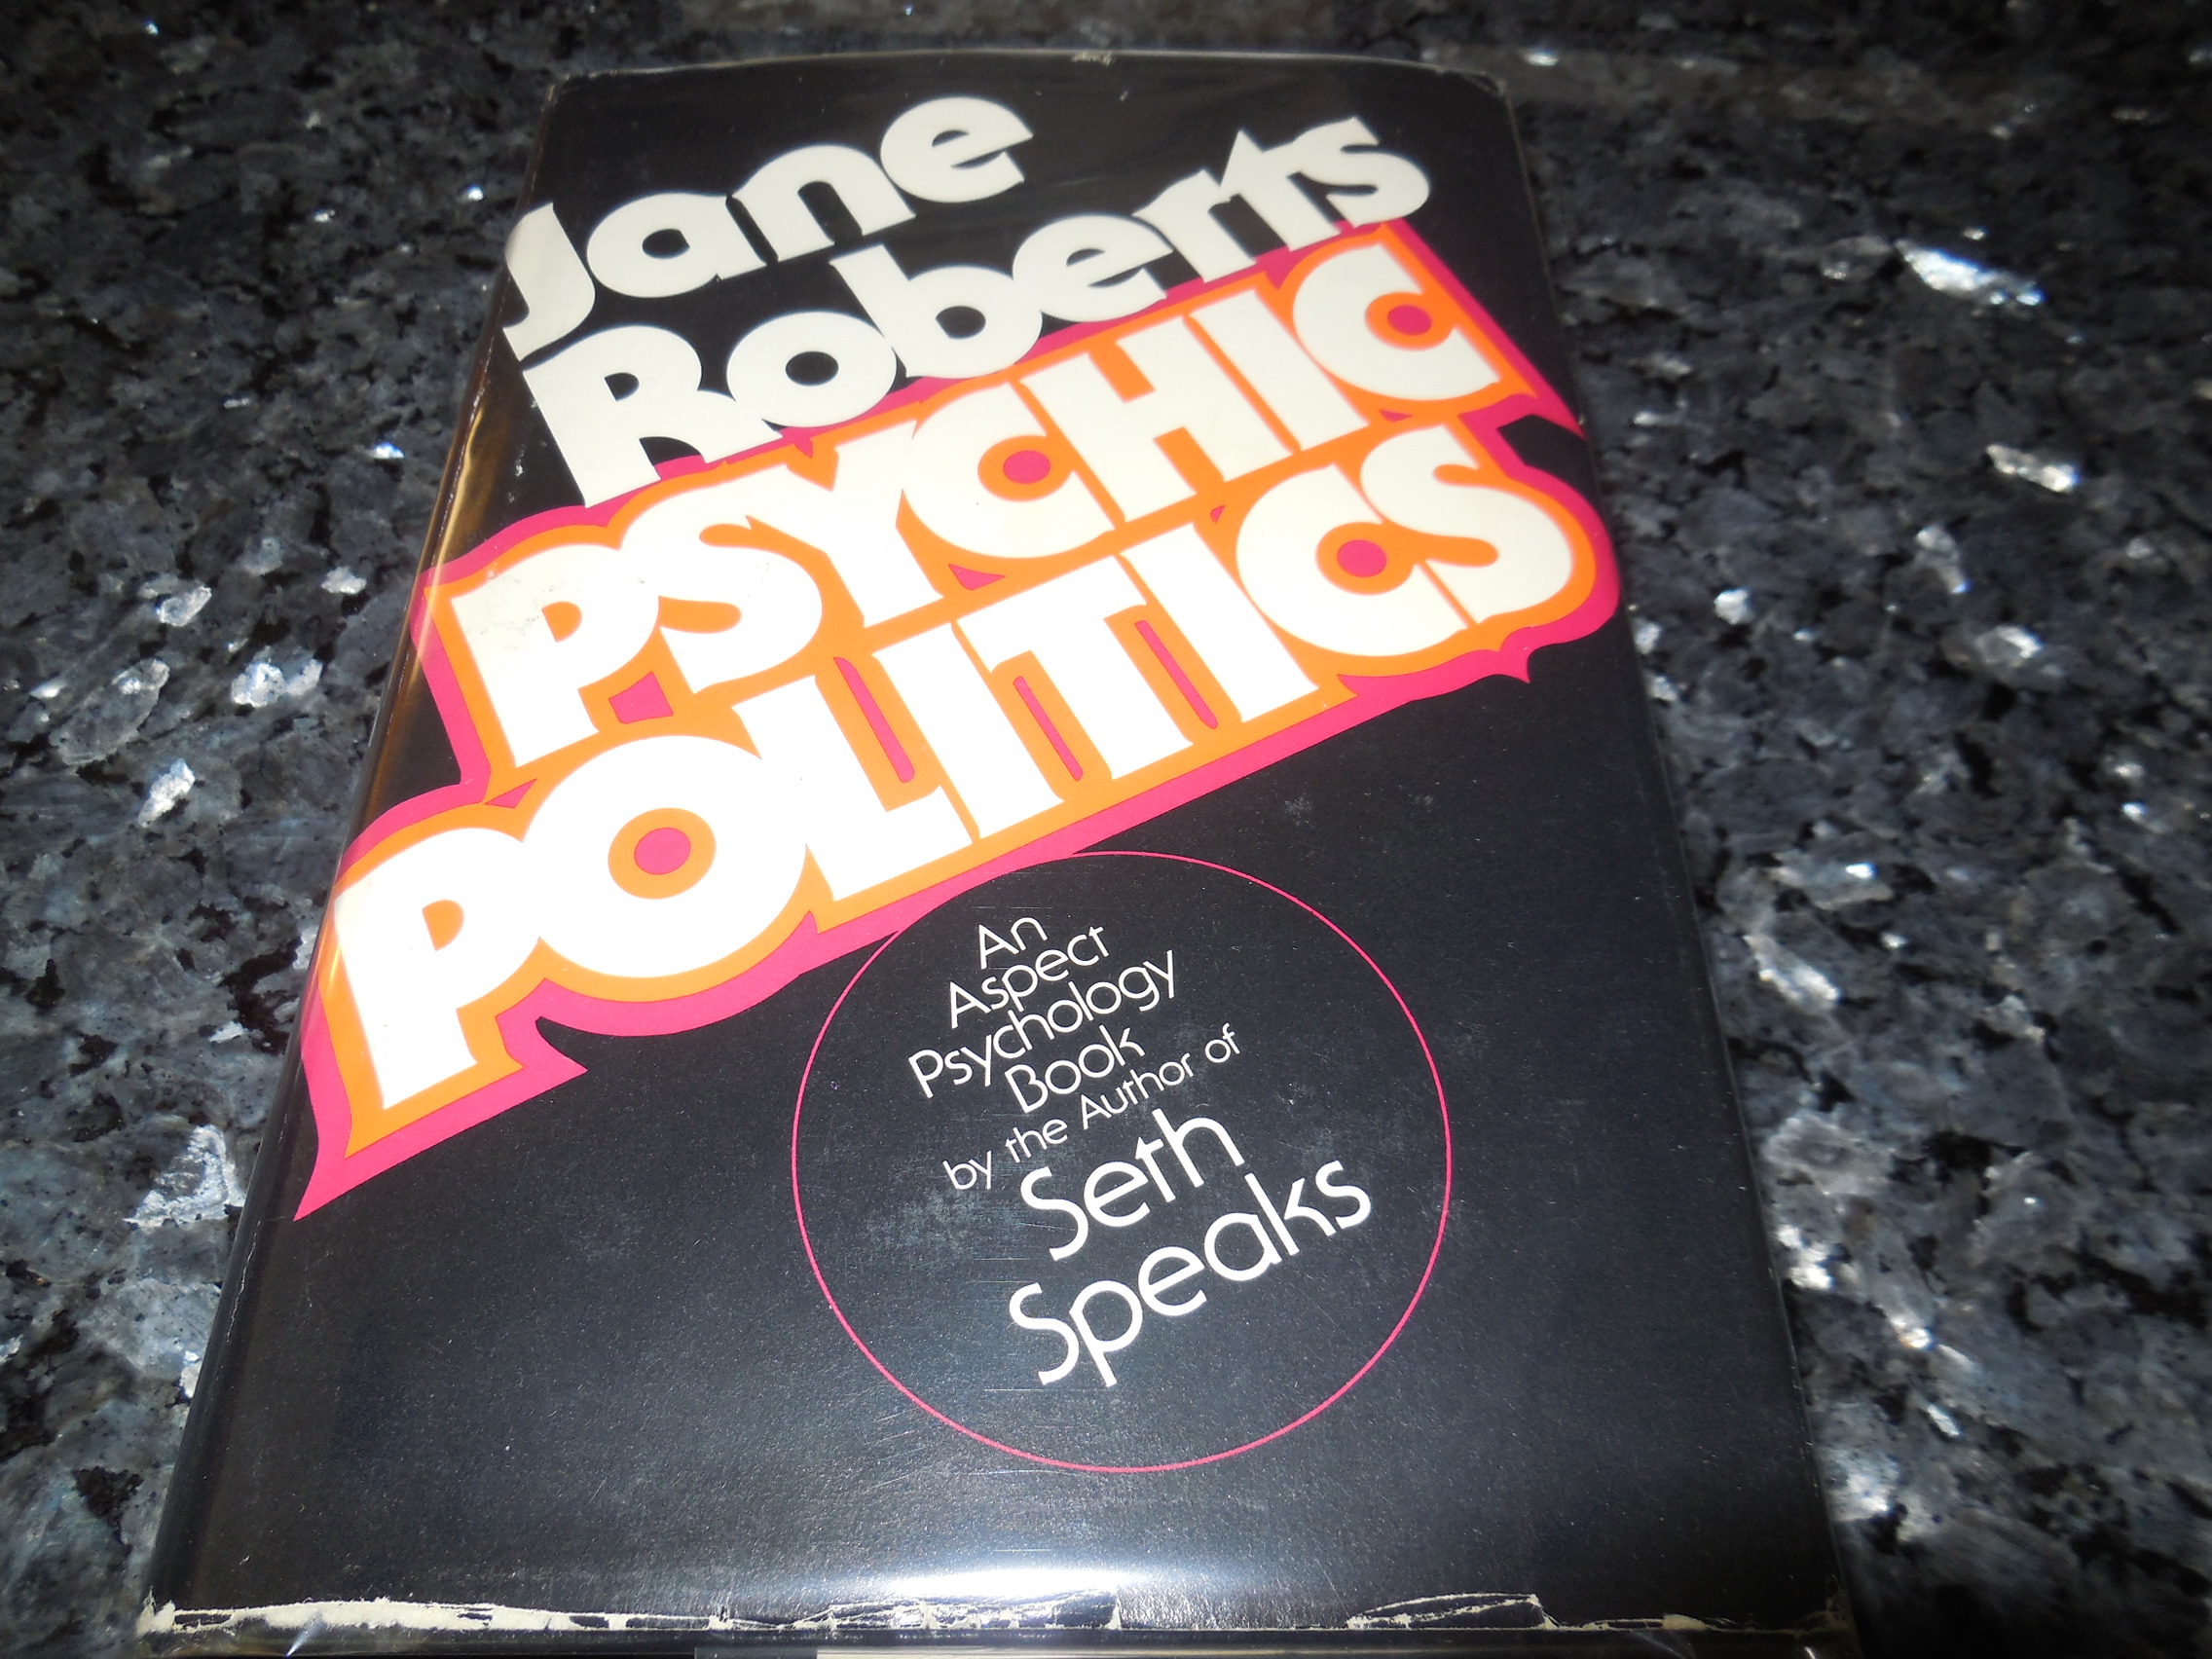 Jane
Roberts
PSYCHIC
POLITICS
An
Aspect
Psychology
Book
by the Author of
Seth
Speaks